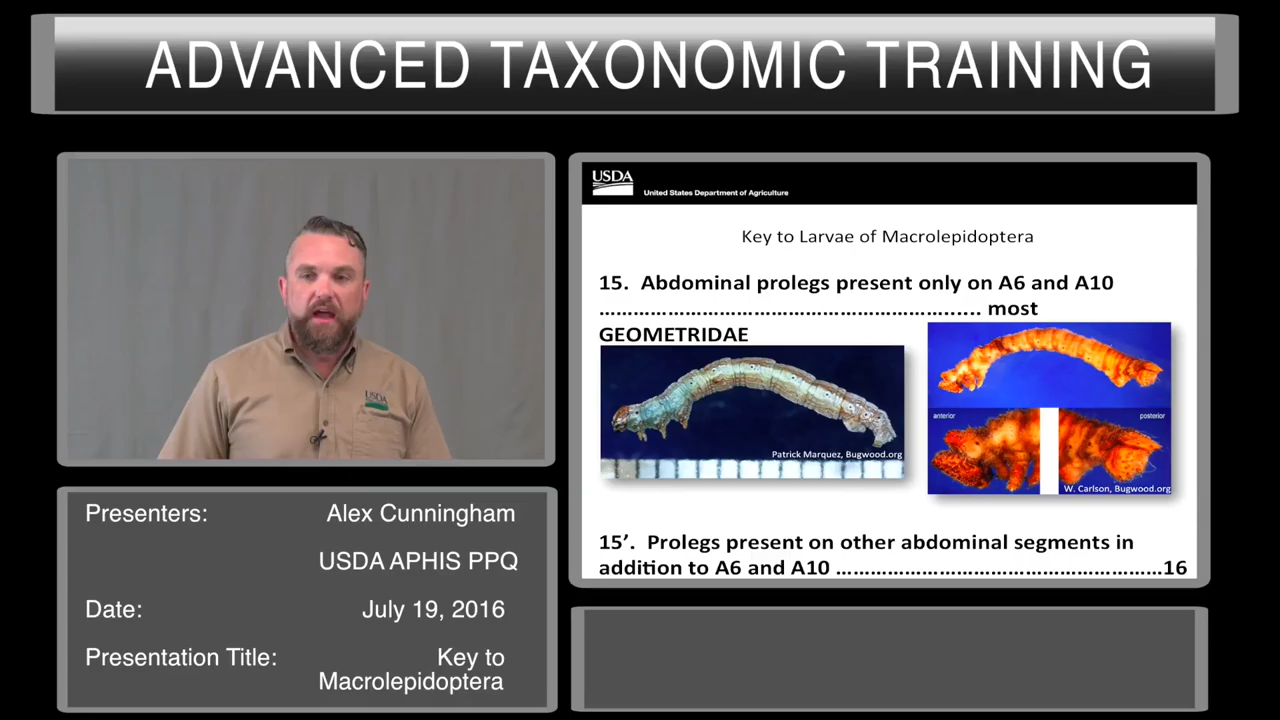 ADVANCED TAXONOMIC TRAINING
USDA
Presenters: Alex Cunningham
USDA APHIS PPQ
Date: July 19, 2016
Presentation Title: Key to
Macrolepidoptera
USDA
United States Department of Agriculture
Key to Larvae of Macrolepidoptera
15. Abdominal prolegs present only on A6 and A10
…………………………………………………..... most
GEOMETRIDAE
Patrick Marquez, Bugwood.org
anterior
posterior
W. Carlson, Bugwood.org
15’. Prolegs present on other abdominal segments in
addition to A6 and A10 ……………………………………………16